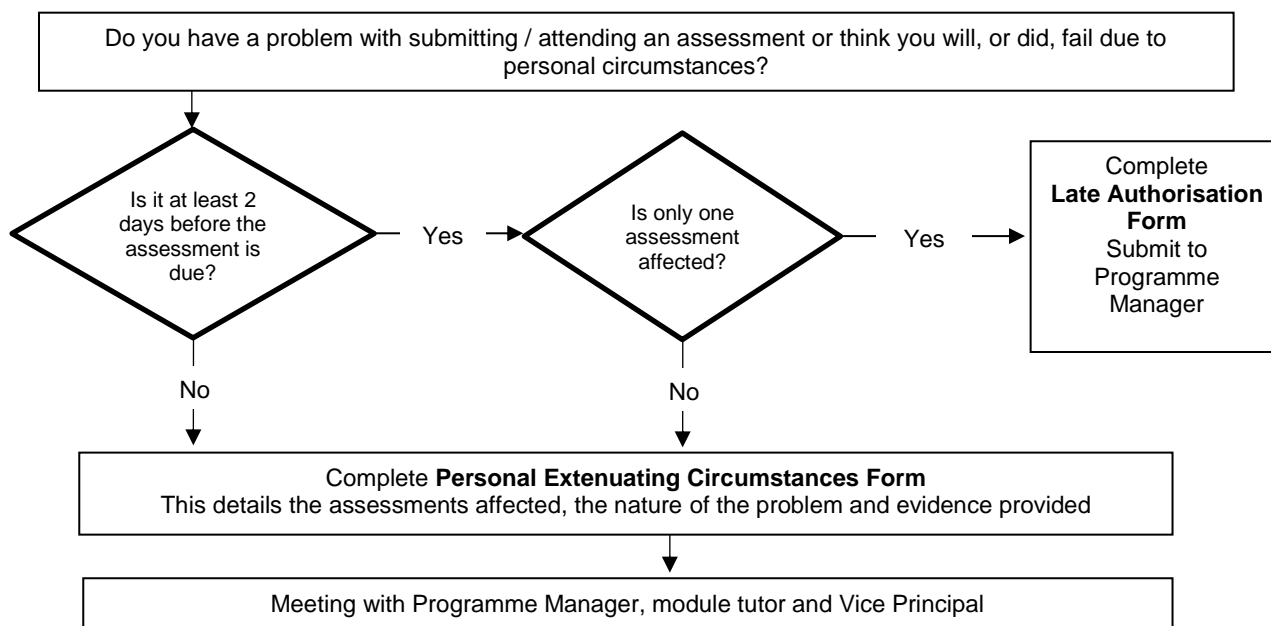 Do you have a problem with submitting / attending an assessment or think you will, or did, fail due to
personal circumstances?
Is it at least 2
days before the
assessment is
due?
Yes
Is only one
assessment
affected?
Yes
Complete
Late Authorisation
Form
Submit to
Programme
Manager
No
No
Complete Personal Extenuating Circumstances Form
This details the assessments affected, the nature of the problem and evidence provided
Meeting with Programme Manager, module tutor and Vice Principal